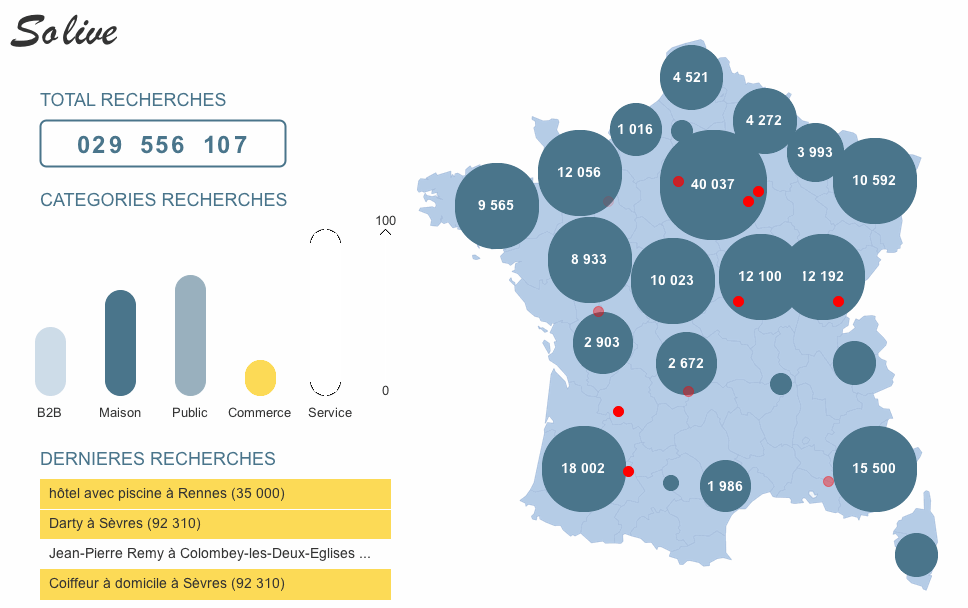 So live
TOTAL RECHERCHES
029 556 107
CATEGORIES RECHERCHES
100
0
B2B Maison Public Commerce Service
DERNIERES RECHERCHES
hôtel avec piscine à Rennes (35 000)
Darty à Sèvres (92 310)
Jean-Pierre Remy à Colombey-les-Deux-Eglises ...
Coiffeur à domicile à Sèvres (92 310)
4 521
1 016
4 272
3 993
12 056
40 037
10 592
9 565
8 933
10 023
12 100
12 192
2 903
2 672
18 002
1 986
15 500